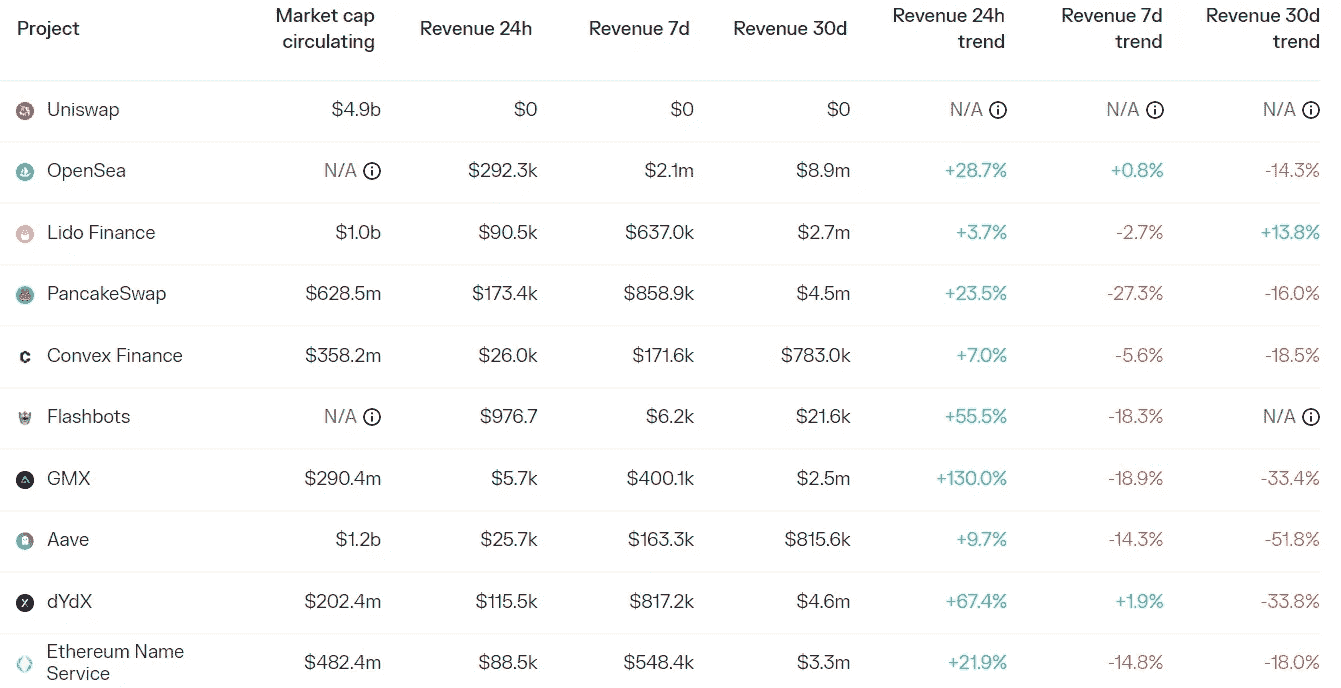 Project Market cap circulating Revenue 24h Revenue 7d Revenue 30d Revenue 24h trend Revenue 7d trend Revenue 30d trend
Uniswap $4.9b $0 $0 $0 N/A N/A N/A
OpenSea N/A $292.3k $2.1m $8.9m +28.7% +0.8% -14.3%
Lido Finance $1.0b $90.5k $637.0k $2.7m +3.7% -2.7% +13.8%
PancakeSwap $628.5m $173.4k $858.9k $4.5m +23.5% -27.3% -16.0%
Convex Finance $358.2m $26.0k $171.6k $783.0k +7.0% -5.6% -18.5%
Flashbots N/A $976.7 $6.2k $21.6k +55.5% -18.3% N/A
GMX $290.4m $5.7k $400.1k $2.5m +130.0% -18.9% -33.4%
Aave $1.2b $25.7k $163.3k $815.6k +9.7% -14.3% -51.8%
dYdX $202.4m $115.5k $817.2k $4.6m +67.4% +1.9% -33.8%
Ethereum Name Service $482.4m $88.5k $548.4k $3.3m +21.9% -14.8% -18.0%